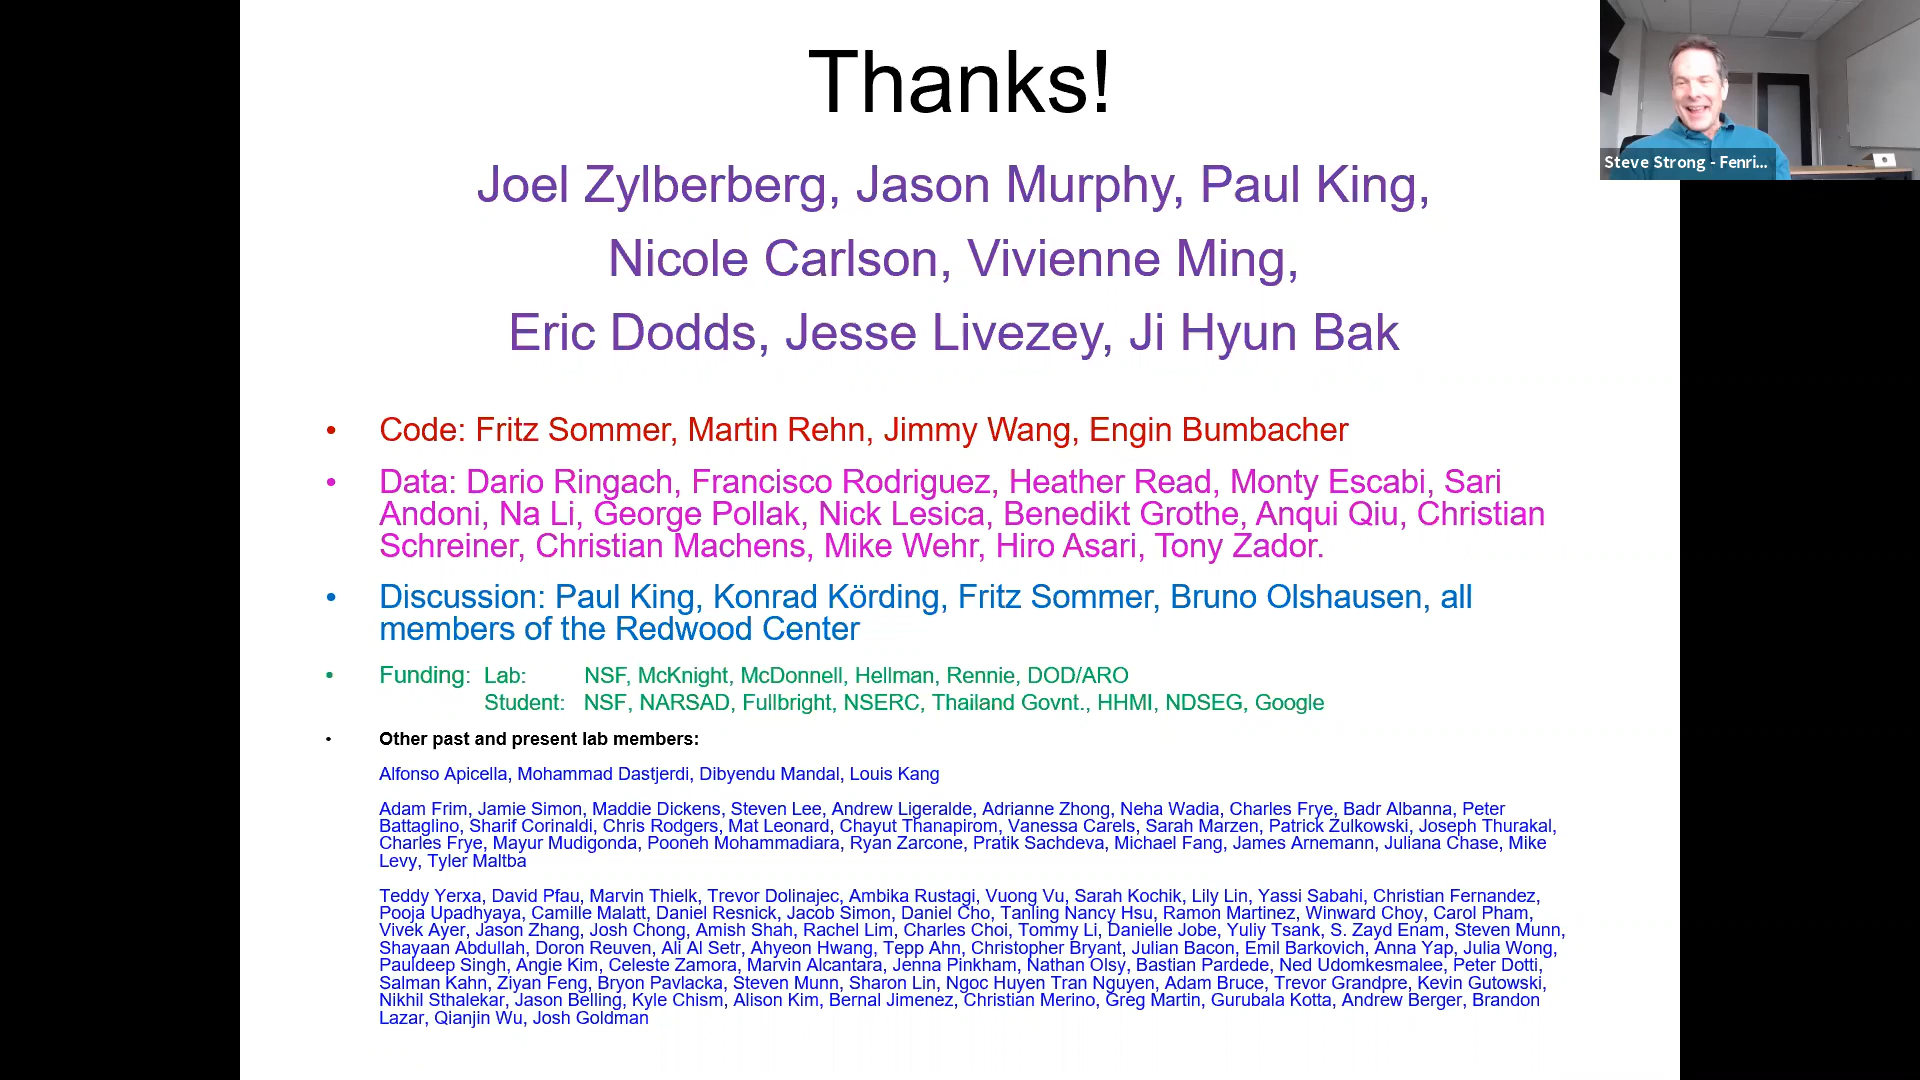 Thanks!
Steve Strong - Fenri...
Joel Zylberberg, Jason Murphy, Paul King,
Nicole Carlson, Vivienne Ming,
Eric Dodds, Jesse Livezey, Ji Hyun Bak
• Code: Fritz Sommer, Martin Rehn, Jimmy Wang, Engin Bumbacher
• Data: Dario Ringach, Francisco Rodriguez, Heather Read, Monty Escabi, Sari
Andoni, Na Li, George Pollak, Nick Lesica, Benedikt Grothe, Anqui Qiu, Christian
Schreiner, Christian Machens, Mike Wehr, Hiro Asari, Tony Zador.
• Discussion: Paul King, Konrad Körding, Fritz Sommer, Bruno Olshausen, all
members of the Redwood Center
• Funding: Lab: NSF, McKnight, McDonnell, Hellman, Rennie, DOD/ARO
Student: NSF, NARSAD, Fullbright, NSERC, Thailand Govnt., HHMI, NDSEG, Google
• Other past and present lab members:
Alfonso Apicella, Mohammad Dastjerdi, Dibyendu Mandal, Louis Kang
Adam Frim, Jamie Simon, Maddie Dickens, Steven Lee, Andrew Ligeralde, Adrianne Zhong, Neha Wadia, Charles Frye, Badr Albanna, Peter
Battaglino, Sharif Corinaldi, Chris Rodgers, Mat Leonard, Chayut Thanapirom, Vanessa Carels, Sarah Marzen, Patrick Zulkowski, Joseph Thurakal,
Charles Frye, Mayur Mudigonda, Pooneh Mohammadiara, Ryan Zarcone, Pratik Sachdeva, Michael Fang, James Arnemann, Juliana Chase, Mike
Levy, Tyler Maltba
Teddy Yerxa, David Pfau, Marvin Thielk, Trevor Dolinajec, Ambika Rustagi, Vuong Vu, Sarah Kochik, Lily Lin, Yassi Sabahi, Christian Fernandez,
Pooja Upadhyaya, Camille Malatt, Daniel Resnick, Jacob Simon, Daniel Cho, Tanling Nancy Hsu, Ramon Martinez, Winward Choy, Carol Pham,
Vivek Ayer, Jason Zhang, Josh Chong, Amish Shah, Rachel Lim, Charles Choi, Tommy Li, Danielle Jobe, Yuliy Tsank, S. Zayd Enam, Steven Munn,
Shayaan Abdullah, Doron Reuven, Ali Al Setr, Ahyeon Hwang, Tepp Ahn, Christopher Bryant, Julian Bacon, Emil Barkovich, Anna Yap, Julia Wong,
Pauldeep Singh, Angie Kim, Celeste Zamora, Marvin Alcantara, Jenna Pinkham, Nathan Olsy, Bastian Pardede, Ned Udomkesmalee, Peter Dotti,
Salman Kahn, Ziyan Feng, Bryon Pavlacka, Steven Munn, Sharon Lin, Ngoc Huyen Tran Nguyen, Adam Bruce, Trevor Grandpre, Kevin Gutowski,
Nikhil Sthalekar, Jason Belling, Kyle Chism, Alison Kim, Bernal Jimenez, Christian Merino, Greg Martin, Gurubala Kotta, Andrew Berger, Brandon
Lazar, Qianjin Wu, Josh Goldman